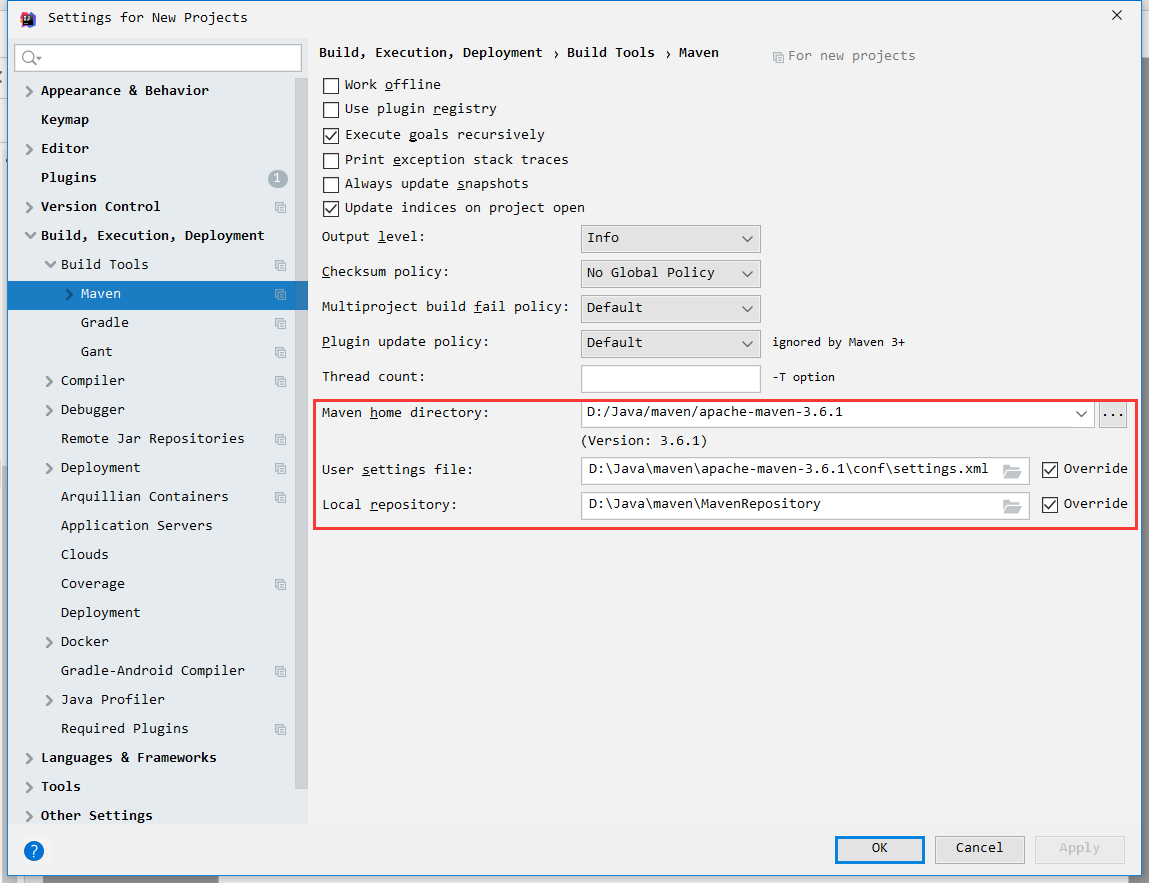 Settings for New Projects
Build, Execution, Deployment › Build Tools › Maven
For new projects
Appearance & Behavior
Keymap
Editor
Plugins
1
Version Control
Build, Execution, Deployment
Build Tools
Maven
Gradle
Gant
Compiler
Debugger
Remote Jar Repositories
Deployment
Arquillian Containers
Application Servers
Clouds
Coverage
Deployment
Docker
Gradle-Android Compiler
Java Profiler
Required Plugins
Languages & Frameworks
Tools
Other Settings
Work offline
Use plugin registry
Execute goals recursively
Print exception stack traces
Always update snapshots
Update indices on project open
Output level: Info
Checksum policy: No Global Policy
Multiproject build fail policy: Default
Plugin update policy: Default ignored by Maven 3+
Thread count: -T option
Maven home directory: D:/Java/maven/apache-maven-3.6.1 ...
(Version: 3.6.1)
User settings file: D:\Java\maven\apache-maven-3.6.1\conf\settings.xml Override
Local repository: D:\Java\maven\MavenRepository Override
?
OK Cancel Apply